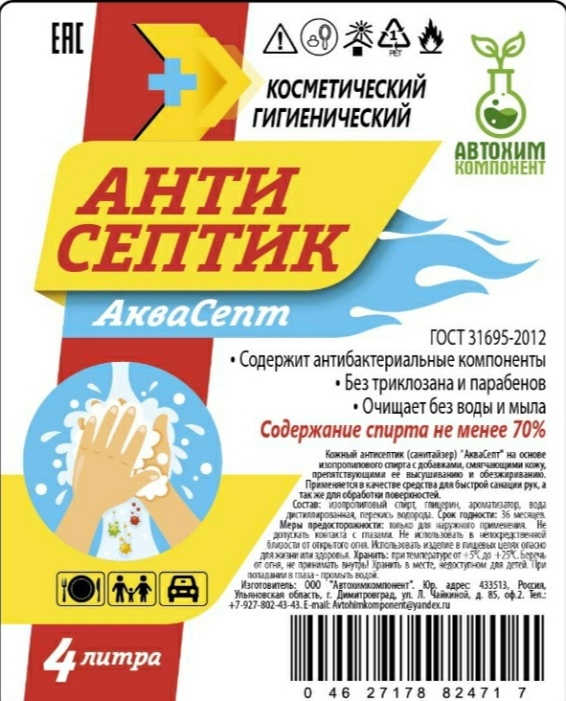 ЕАС
1
PET
КОСМЕТИЧЕСКИЙ
ГИГИЕНИЧЕСКИЙ
АВТОХИМ
КОМПОНЕНТ
АНТИ
СЕПТИК
АкваСепт
ГОСТ 31695-2012
• Содержит антибактериальные компоненты
• Без триклозана и парабенов
• Очищает без воды и мыла
Содержание спирта не менее 70%
Кожный антисептик (санитайзер) "АкваСепт" на основе
изопропилового спирта с добавками, смягчающими кожу,
препятствующими её высушиванию и обезжириванию.
Применяется в качестве средства для быстрой санации рук, а
так же для обработки поверхностей.
Состав: изопропиловый спирт, глицерин, ароматизатор, вода
дистиллированная, перекись водорода. Срок годности: 36 месяцев.
Меры предосторожности: только для наружного применения. Не
допускать контакта с глазами. Не использовать в непосредственной
близости от открытого огня. Использовать изделие в пищевых целях опасно
для жизни или здоровья. Хранить: при температуре от +5°С до +25°С. Беречь
от огня, не принимать внутрь! Хранить в месте, недоступном для детей. При
попадании в глаза – промыть водой.
Изготовитель: ООО "Автохимкомпонент". Юр. адрес: 433513, Россия,
Ульяновская область, г. Димитровград, ул. Л. Чайкиной, д. 85, оф.2. Тел.:
+7-927-802-43-43. E-mail: Avtohimkomponent@yandex.ru
4 литра
0 46 27178 82471 7